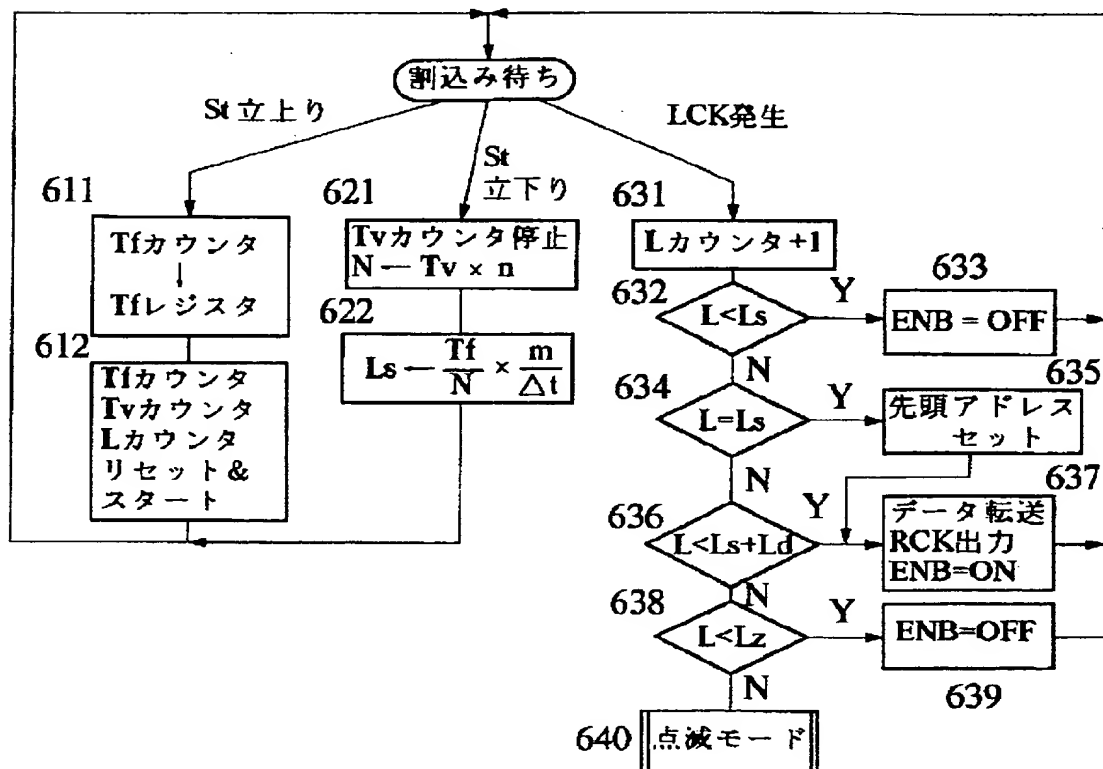 割込み待ち
St立上り
St
立下り
LCK発生
611
Tfカウンタ
↓
Tfレジスタ
612
Tfカウンタ
Tvカウンタ
Lカウンタ
リセット&
スタート
621
Tvカウンタ停止
N ← Tv × n
622
Ls ← Tf/N × m/△t
631
Lカウンタ+1
632
L<Ls
Y
633
ENB = OFF
N
634
L=Ls
Y
635
先頭アドレス
セット
N
636
L<Ls+Ld
Y
637
データ転送
RCK出力
ENB=ON
N
638
L<Lz
Y
ENB=OFF
639
N
640
点滅モード